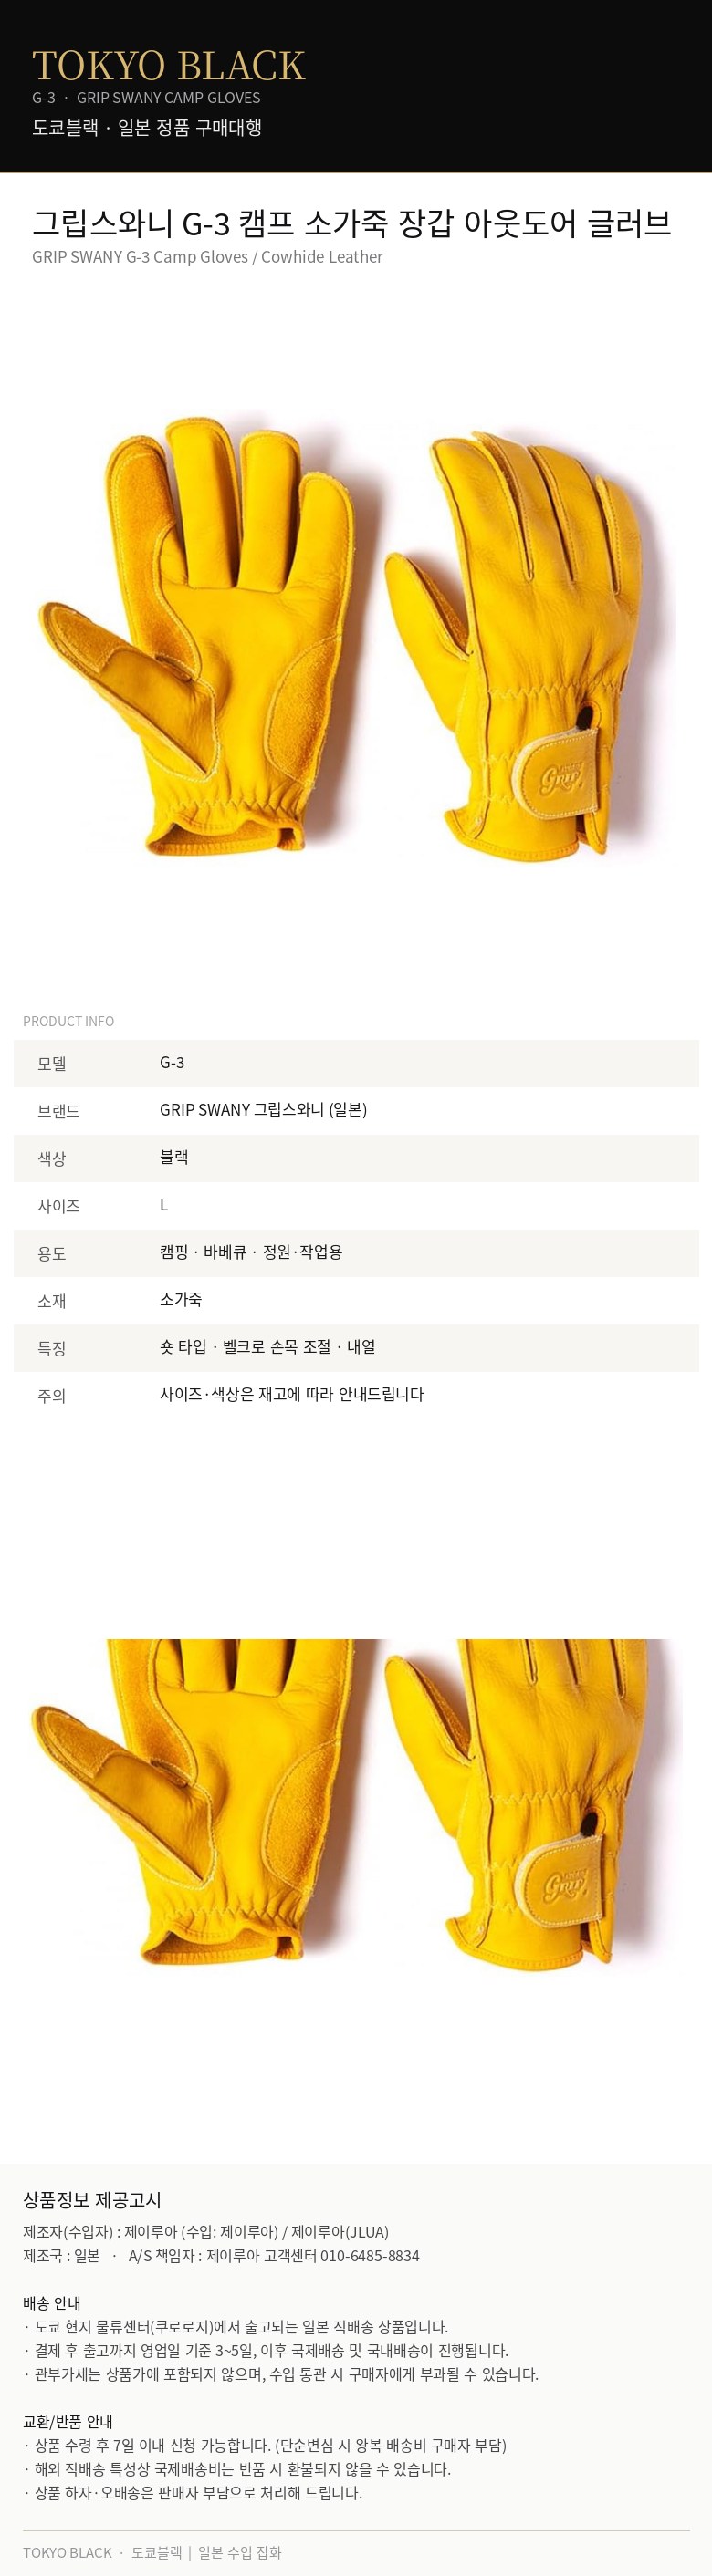 TOKYO BLACK
G-3 · GRIP SWANY CAMP GLOVES
도쿄블랙 · 일본 정품 구매대행
그립스와니 G-3 캠프 소가죽 장갑 아웃도어 글러브
GRIP SWANY G-3 Camp Gloves / Cowhide Leather
GRIP
PRODUCT INFO
모델 G-3
브랜드 GRIP SWANY 그립스와니 (일본)
색상 블랙
사이즈 L
용도 캠핑 · 바베큐 · 정원·작업용
소재 소가죽
특징 숏 타입 · 벨크로 손목 조절 · 내열
주의 사이즈·색상은 재고에 따라 안내드립니다
GRIP
상품정보 제공고시
제조자(수입자) : 제이루아 (수입: 제이루아) / 제이루아(JLUA)
제조국 : 일본 · A/S 책임자 : 제이루아 고객센터 010-6485-8834
배송 안내
· 도쿄 현지 물류센터(쿠로로지)에서 출고되는 일본 직배송 상품입니다.
· 결제 후 출고까지 영업일 기준 3~5일, 이후 국제배송 및 국내배송이 진행됩니다.
· 관부가세는 상품가에 포함되지 않으며, 수입 통관 시 구매자에게 부과될 수 있습니다.
교환/반품 안내
· 상품 수령 후 7일 이내 신청 가능합니다. (단순변심 시 왕복 배송비 구매자 부담)
· 해외 직배송 특성상 국제배송비는 반품 시 환불되지 않을 수 있습니다.
· 상품 하자·오배송은 판매자 부담으로 처리해 드립니다.
TOKYO BLACK · 도쿄블랙 | 일본 수입 잡화